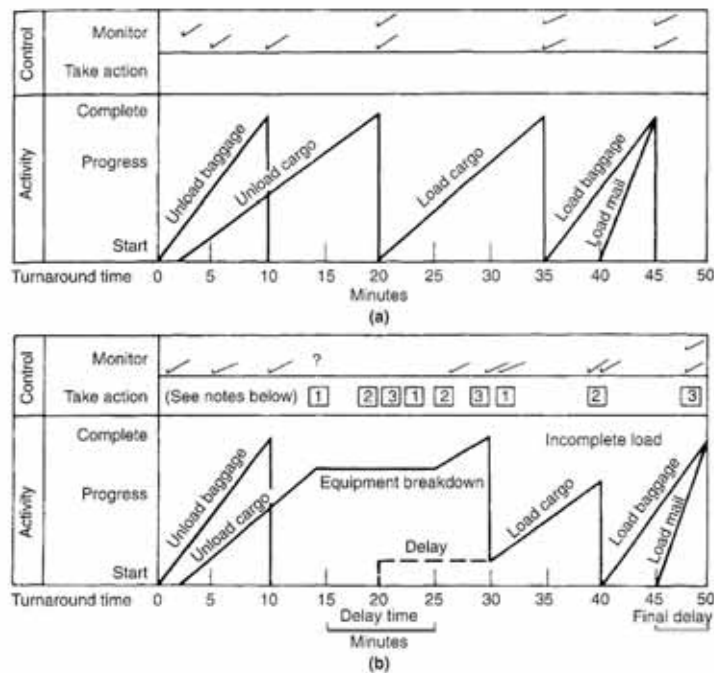 Control
Monitor
Take action
Activity
Complete
Progress
Start
Unload baggage
Unload cargo
Load cargo
Load baggage
Load mail
Turnaround time
0 5 10 15 20 25 30 35 40 45 50
Minutes
(a)
Control
Monitor
?
Take action
(See notes below) 1 2 3 1 2 3 1 2 3
Activity
Complete
Progress
Start
Unload baggage
Unload cargo
Equipment breakdown
Delay
Load cargo
Incomplete load
Load baggage
Load mail
Turnaround time
0 5 10 15 20 25 30 35 40 45 50
Delay time
Final delay
Minutes
(b)